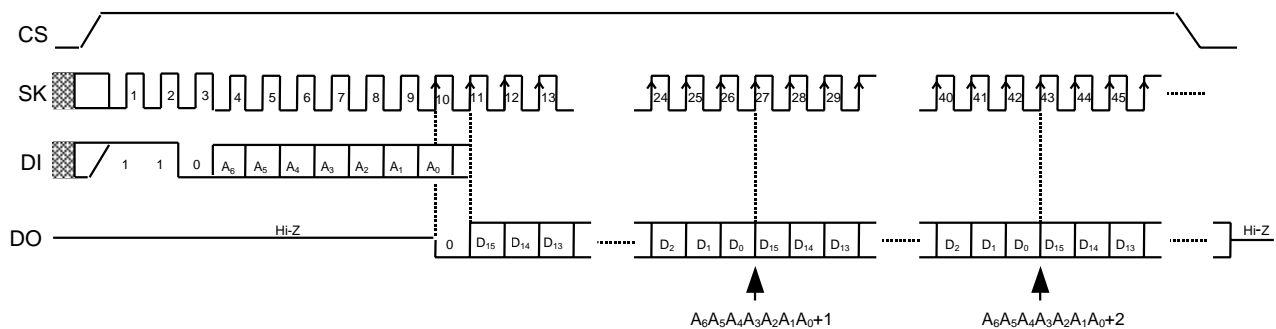 CS
SK 1 2 3 4 5 6 7 8 9 10 11 12 13 24 25 26 27 28 29 40 41 42 43 44 45
DI 1 1 0 A6 A5 A4 A3 A2 A1 A0
Hi-Z
DO 0 D15 D14 D13 D2 D1 D0 D15 D14 D13 D2 D1 D0 D15 D14 D13 Hi-Z
A6A5A4A3A2A1A0+1 A6A5A4A3A2A1A0+2